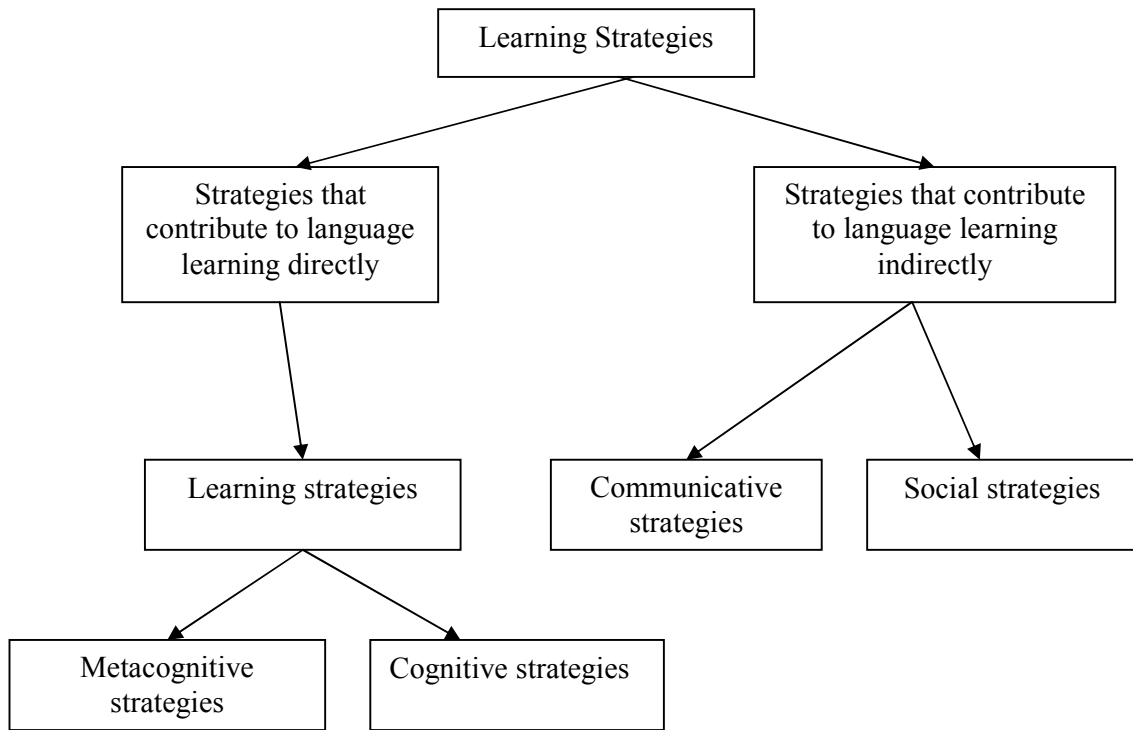 Learning Strategies
Strategies that
contribute to language
learning directly
Strategies that contribute
to language learning
indirectly
Learning strategies
Communicative
strategies
Social strategies
Metacognitive
strategies
Cognitive strategies